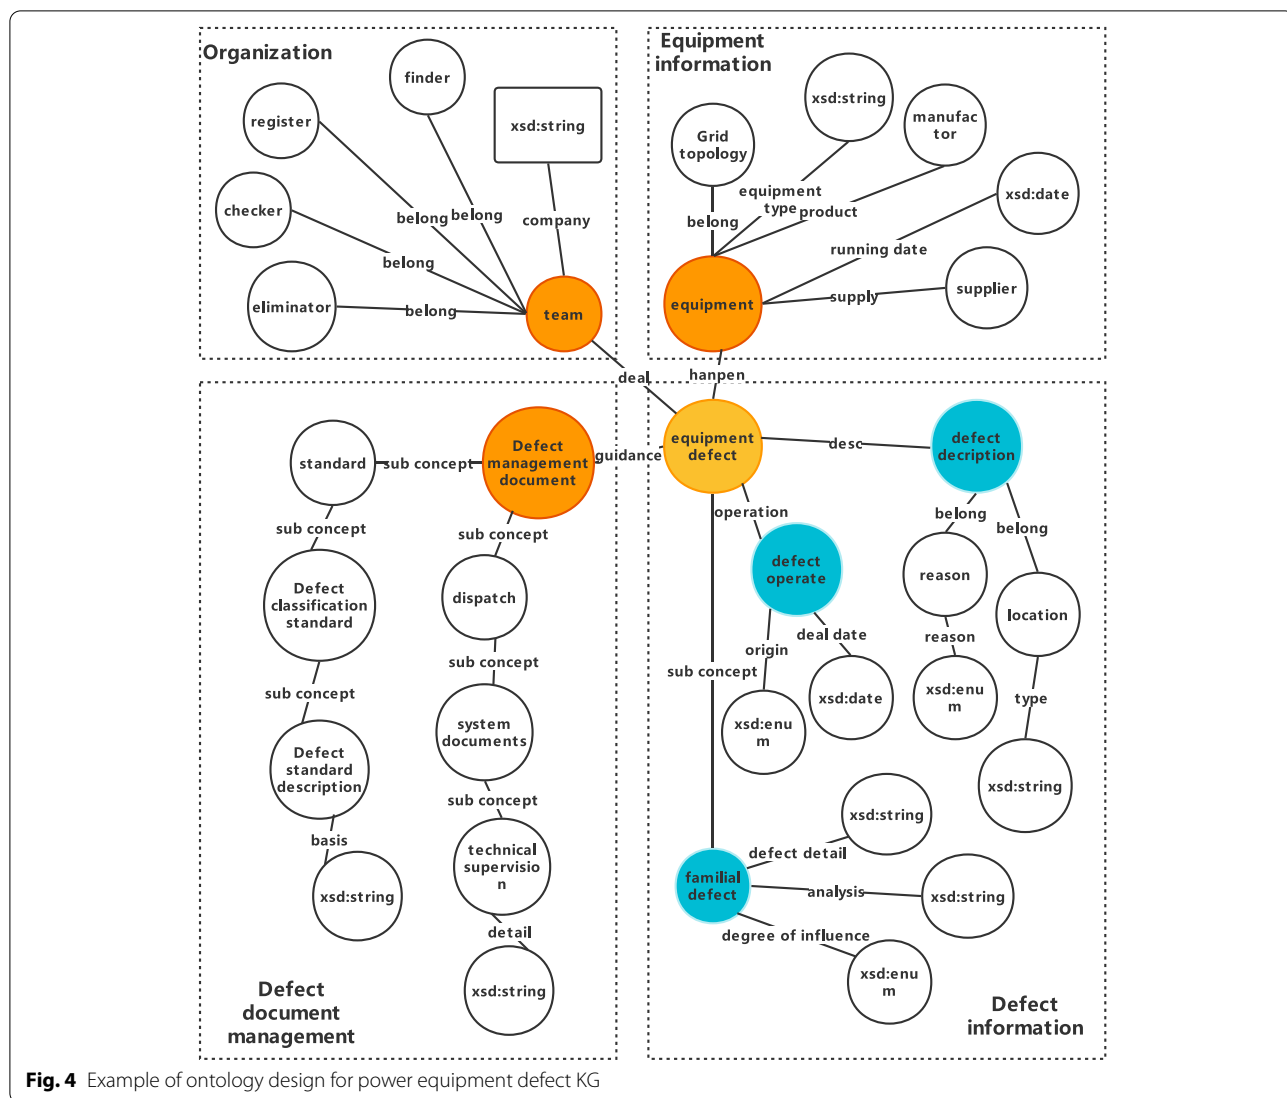 Organization
finder
register
xsd:string
checker
belong
belong
company
belong
eliminator
belong
team
Equipment
information
xsd:string
manufac
tor
Grid
topology
xsd:date
equipment
type
product
belong
running date
equipment
supply
supplier
deal
hanpen
standard
sub concept
Defect
management
document
guidance
equipment
defect
desc
defect
decription
sub concept
sub concept
Defect
classification
standard
dispatch
sub concept
sub concept
system
documents
Defect
standard
description
sub concept
basis
technical
supervisio
n
xsd:string
detail
xsd:string
Defect
document
management
operation
belong
belong
defect
operate
reason
location
deal date
origin
reason
sub concept
xsd:date
xsd:enu
m
xsd:enu
m
type
xsd:string
xsd:string
defect detail
familial
defect
analysis
xsd:string
degree of influence
xsd:enu
m
Defect
information
Fig. 4 Example of ontology design for power equipment defect KG